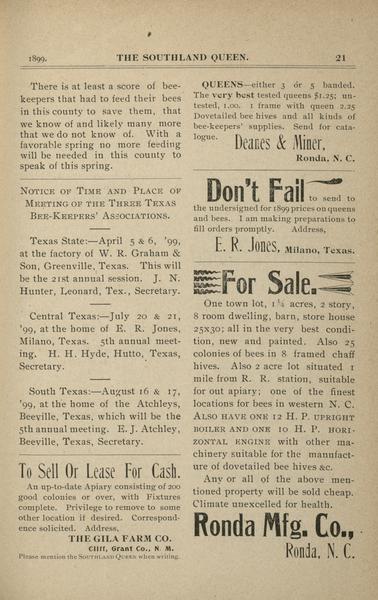 1899.
THE SOUTHLAND QUEEN.
21
There is at least a score of bee-
keepers that had to feed their bees
in this county to save them, that
we know of and likely many more
that we do not know of. With a
favorable spring no more feeding
will be needed in this county to
speak of this spring.
NOTICE OF TIME AND PLACE OF
MEETING OF THE THREE TEXAS
BEE-KEEPERS' ASSOCIATIONS.
Texas State:—April 5 & 6, '99,
at the factory of W. R. Graham &
Son, Greenville, Texas. This will
be the 21st annual session. J. N.
Hunter, Leonard, Tex., Secretary.
Central Texas:—July 20 & 21,
'99, at the home of E. R. Jones,
Milano, Texas. 5th annual meet-
ing. H. H. Hyde, Hutto, Texas,
Secretary.
South Texas:—August 16 & 17,
'99, at the home of the Atchleys,
Beeville, Texas, which will be the
5th annual meeting. E. J. Atchley,
Beeville, Texas, Secretary.
To Sell Or Lease For Cash.
An up-to-date Apiary consisting of 200
good colonies or over, with Fixtures
complete. Privilege to remove to some
other location if desired. Correspond-
ence solicited. Address,
THE GILA FARM CO.
Cliff, Grant Co., N. M.
Please mention the SOUTHLAND QUEEN when writing.
QUEENS—either 3 or 5 banded.
The very best tested queens $1.25; un-
tested, 1.00. 1 frame with queen 2.25
Dovetailed bee hives and all kinds of
bee-keepers' supplies. Send for cata-
logue.
Deanes & Miner,
Ronda, N. C.
Don't Fail to send to
the undersigned for 1899 prices on queens
and bees. I am making preparations to
fill orders promptly. Address,
E. R. Jones, Milano, Texas.
For Sale.
One town lot, 1¼ acres, 2 story,
8 room dwelling, barn, store house
25x30; all in the very best condi-
tion, new and painted. Also 25
colonies of bees in 8 framed chaff
hives. Also 2 acre lot situated 1
mile from R. R. station, suitable
for out apiary; one of the finest
locations for bees in western N. C.
ALSO HAVE ONE 12 H. P. UPRIGHT
BOILER AND ONE 10 H. P. HORI-
ZONTAL ENGINE with other ma-
chinery suitable for the manufact-
ure of dovetailed bee hives &c.
Any or all of the above men-
tioned property will be sold cheap.
Climate unexcelled for health.
Ronda Mfg. Co.,
Ronda, N. C.